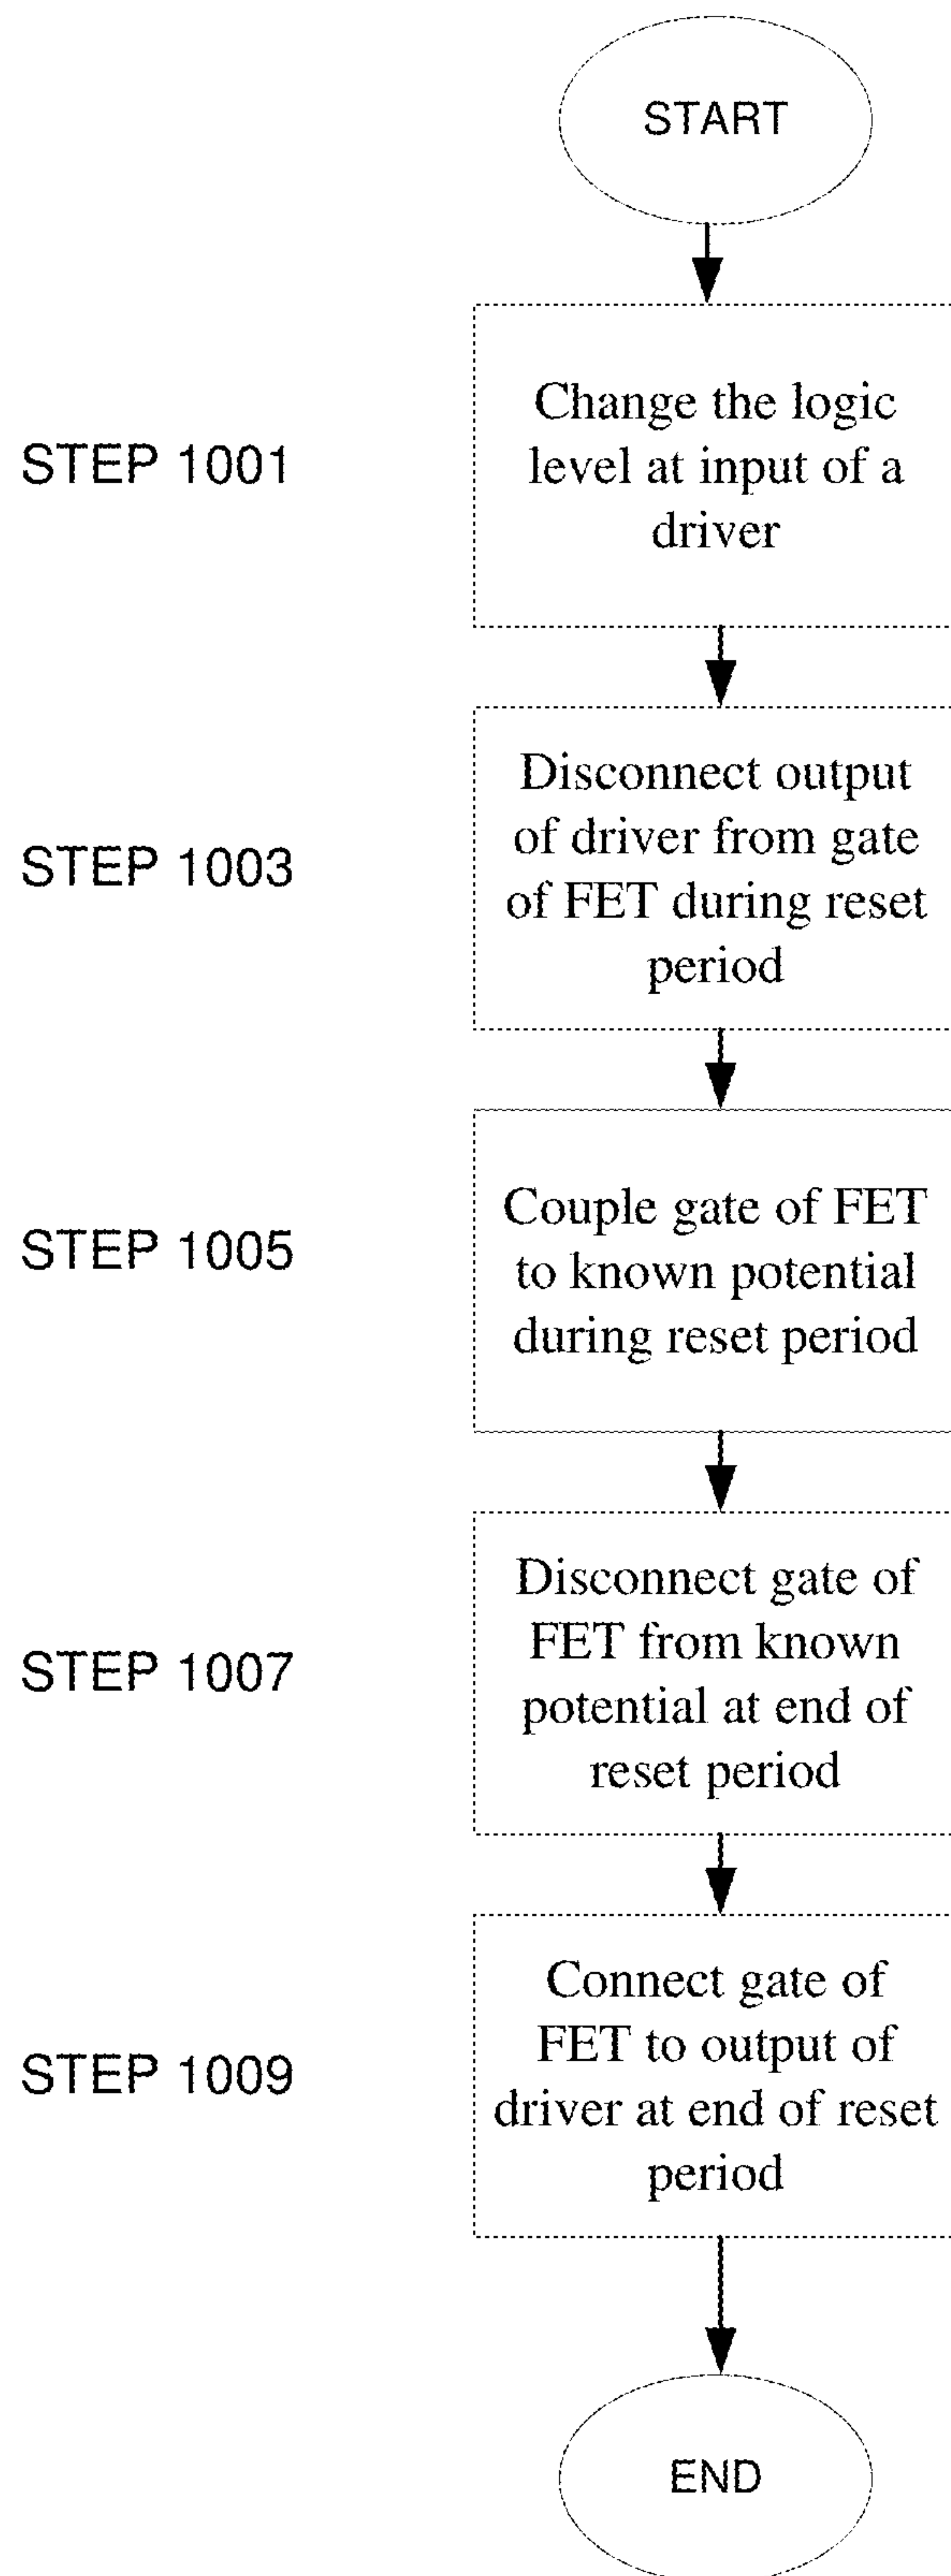 START
STEP 1001
Change the logic
level at input of a
driver
STEP 1003
Disconnect output
of driver from gate
of FET during reset
period
STEP 1005
Couple gate of FET
to known potential
during reset period
STEP 1007
Disconnect gate of
FET from known
potential at end of
reset period
STEP 1009
Connect gate of
FET to output of
driver at end of reset
period
END